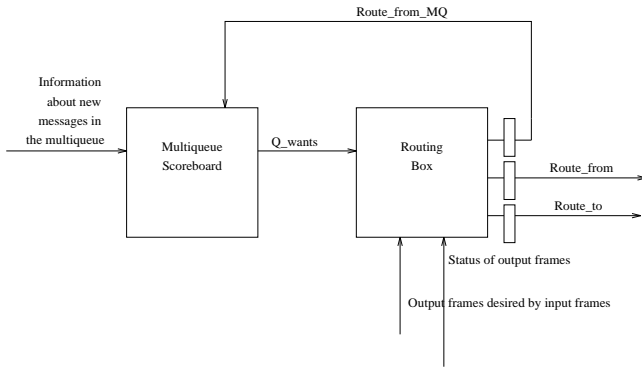 Route_from_MQ
Information
about new
messages in
the multiqueue
Multiqueue
Scoreboard
Q_wants
Routing
Box
Route_from
Route_to
Status of output frames
Output frames desired by input frames